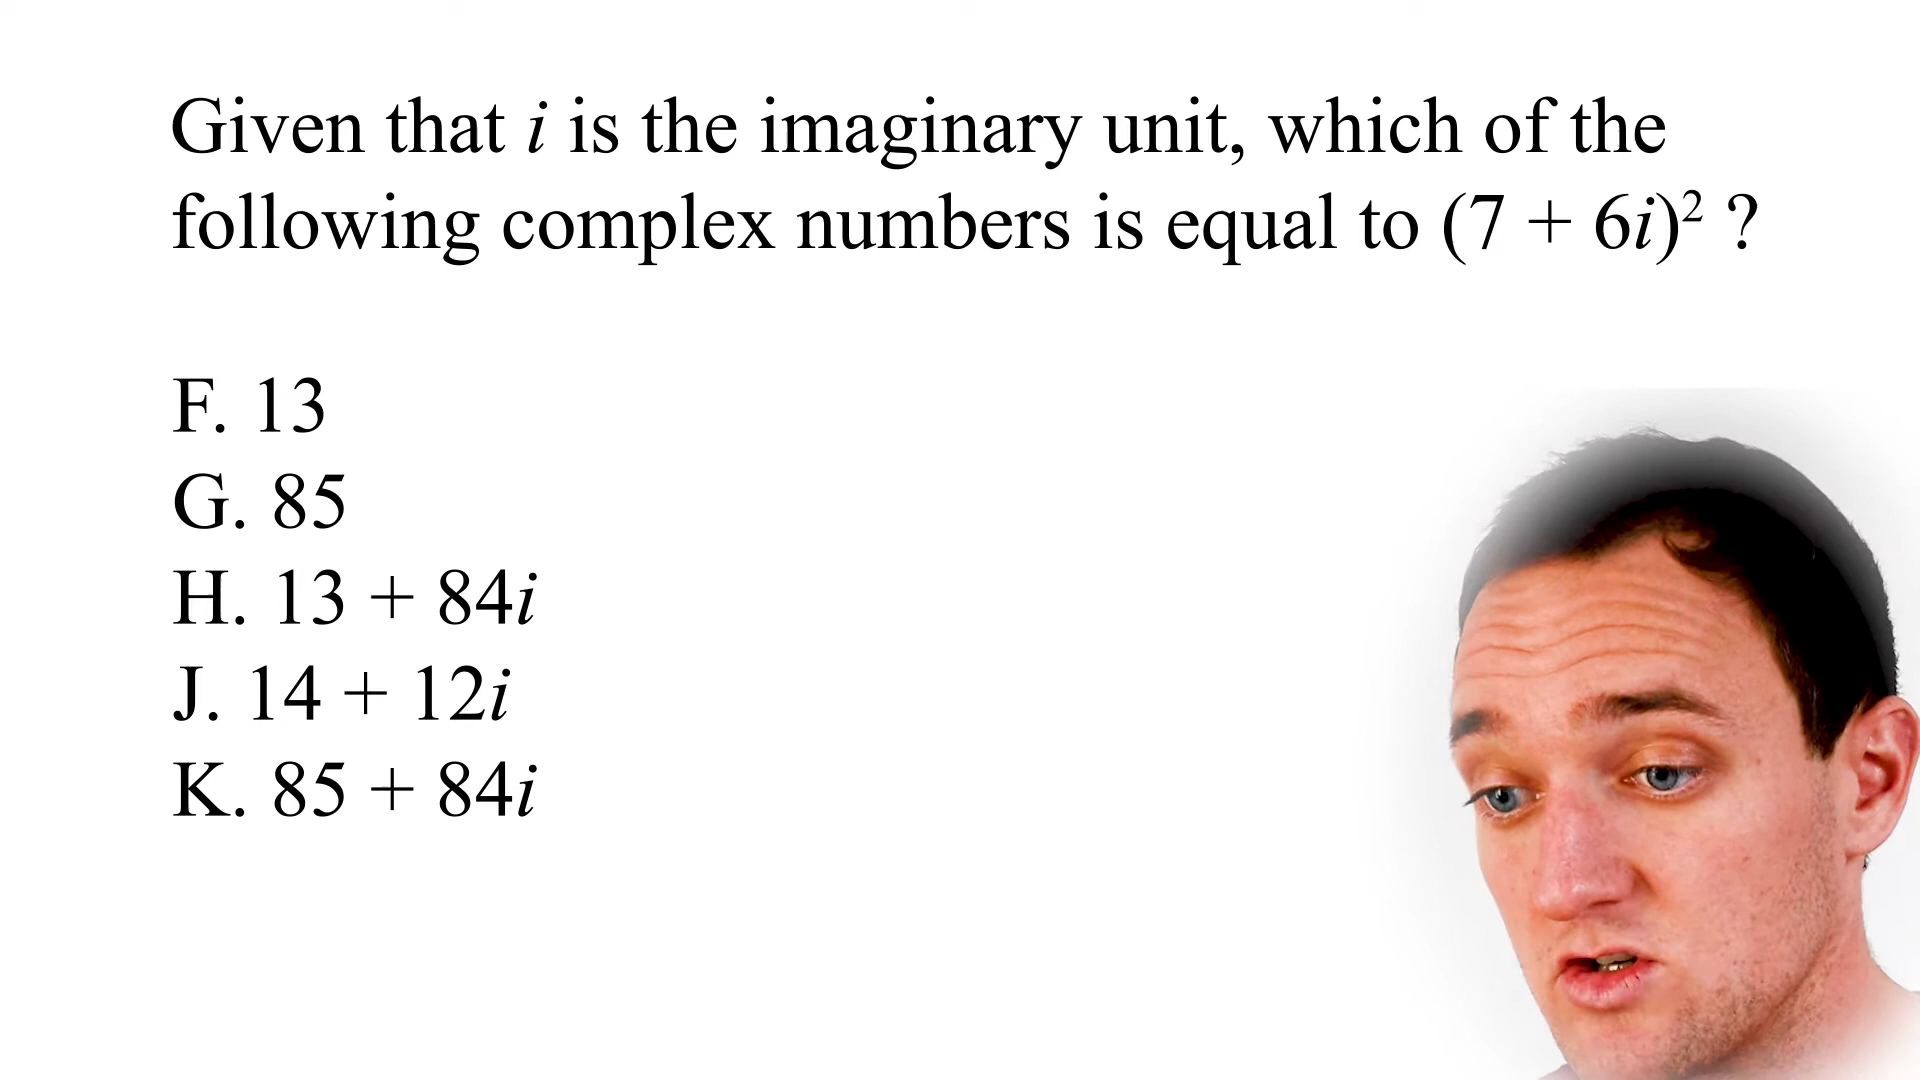 Given that i is the imaginary unit, which of the
following complex numbers is equal to (7 + 6i)² ?
F. 13
G. 85
H. 13 + 84i
J. 14 + 12i
K. 85 + 84i